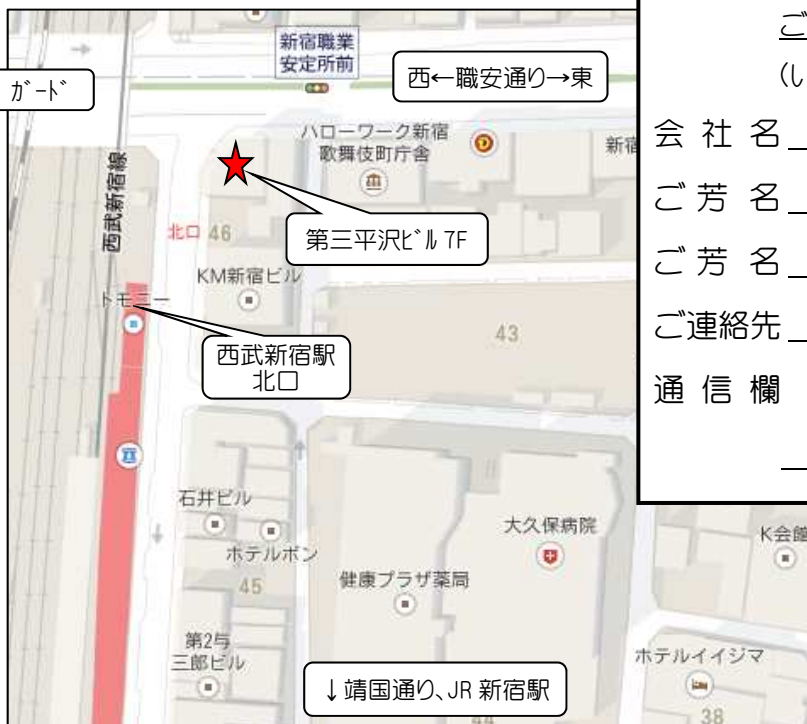 新宿職業
安定所前
西←職安通り→東
ｶﾞｰﾄﾞ
ハローワーク新宿
歌舞伎町庁舎
新宿
西武新宿線
北口
46
第三平沢ﾋﾞﾙ 7F
KM新宿ビル
トモニー
43
西武新宿駅
北口
石井ビル
大久保病院
K会館
ホテルボン
45
健康プラザ薬局
第2与
三郎ビル
ホテルイイジマ
↓靖国通り、JR 新宿駅
44
38
ご
(し
会 社 名
ご 芳 名
ご 芳 名
ご連絡先
通 信 欄